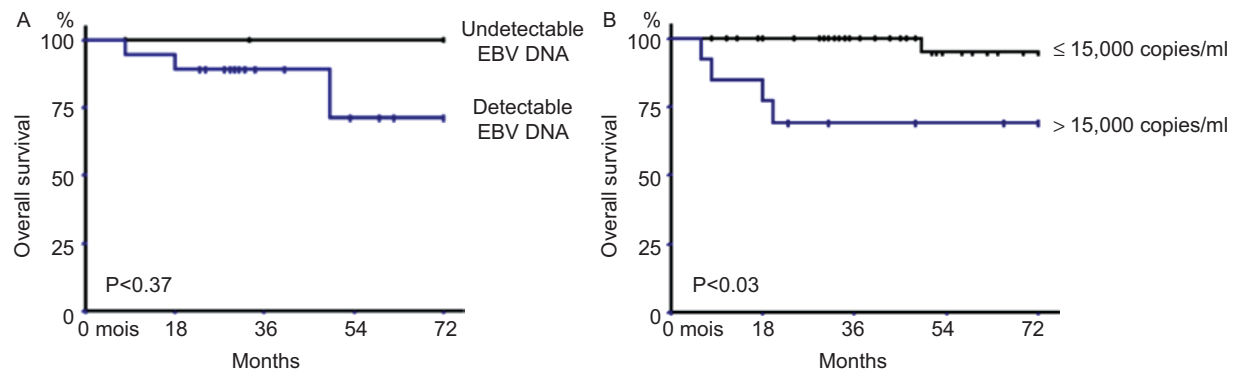 A
%
100
75
50
25
0
Overall survival
Undetectable
EBV DNA
Detectable
EBV DNA
P<0.37
0 mois 18 36 54 72
Months
B
%
100
75
50
25
0
Overall survival
≤ 15,000 copies/ml
> 15,000 copies/ml
P<0.03
0 mois 18 36 54 72
Months